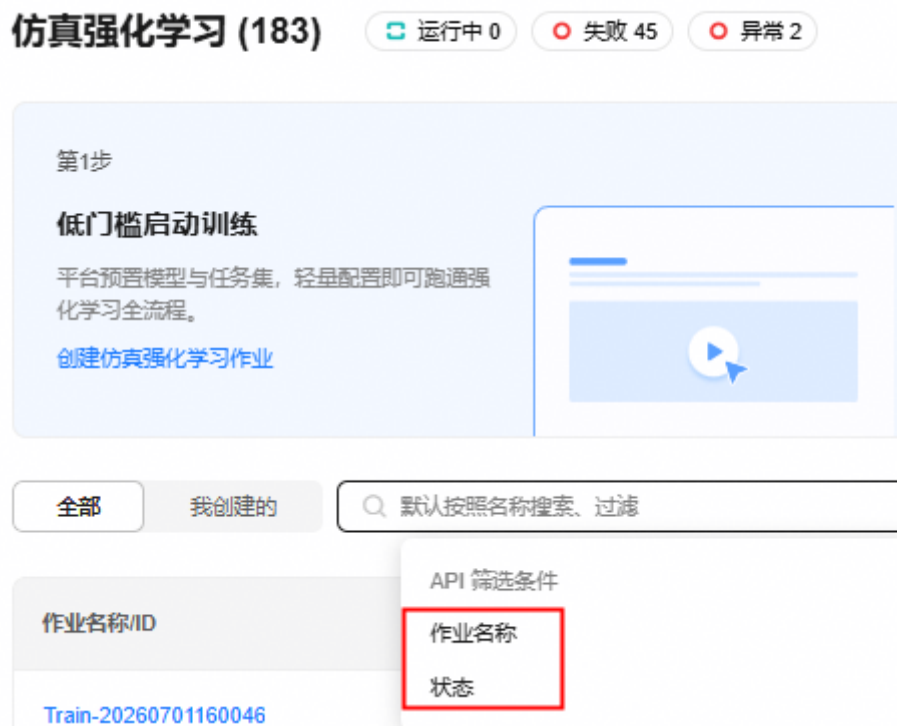 仿真强化学习 (183) 运行中 0 失败 45 异常 2
第1步
低门槛启动训练
平台预置模型与任务集，轻量配置即可跑通强
化学习全流程。
创建仿真强化学习作业
全部 我创建的 默认按照名称搜索、过滤
API 筛选条件
作业名称/ID
作业名称
状态
Train-20260701160046